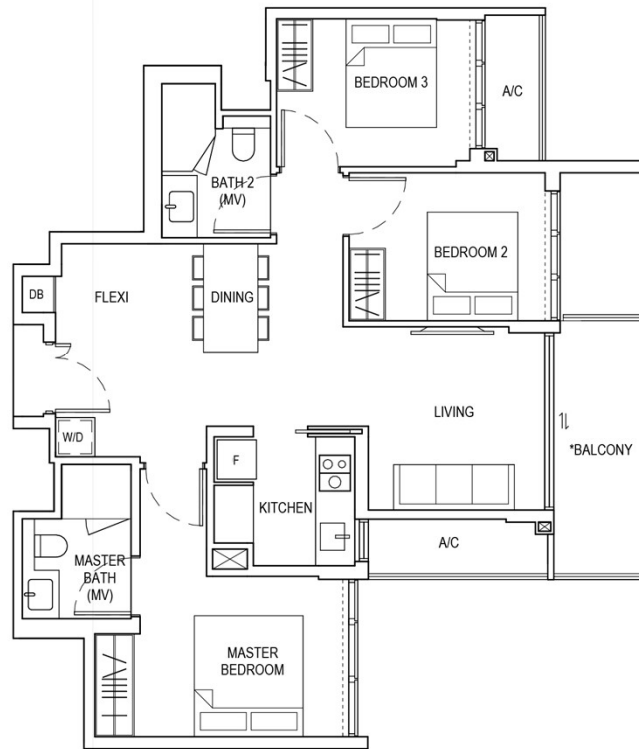 BEDROOM 3
A/C
BATH 2
(MV)
BEDROOM 2
DB
FLEXI
DINING
LIVING
*BALCONY
W/D
F
KITCHEN
A/C
MASTER
BATH
(MV)
MASTER
BEDROOM